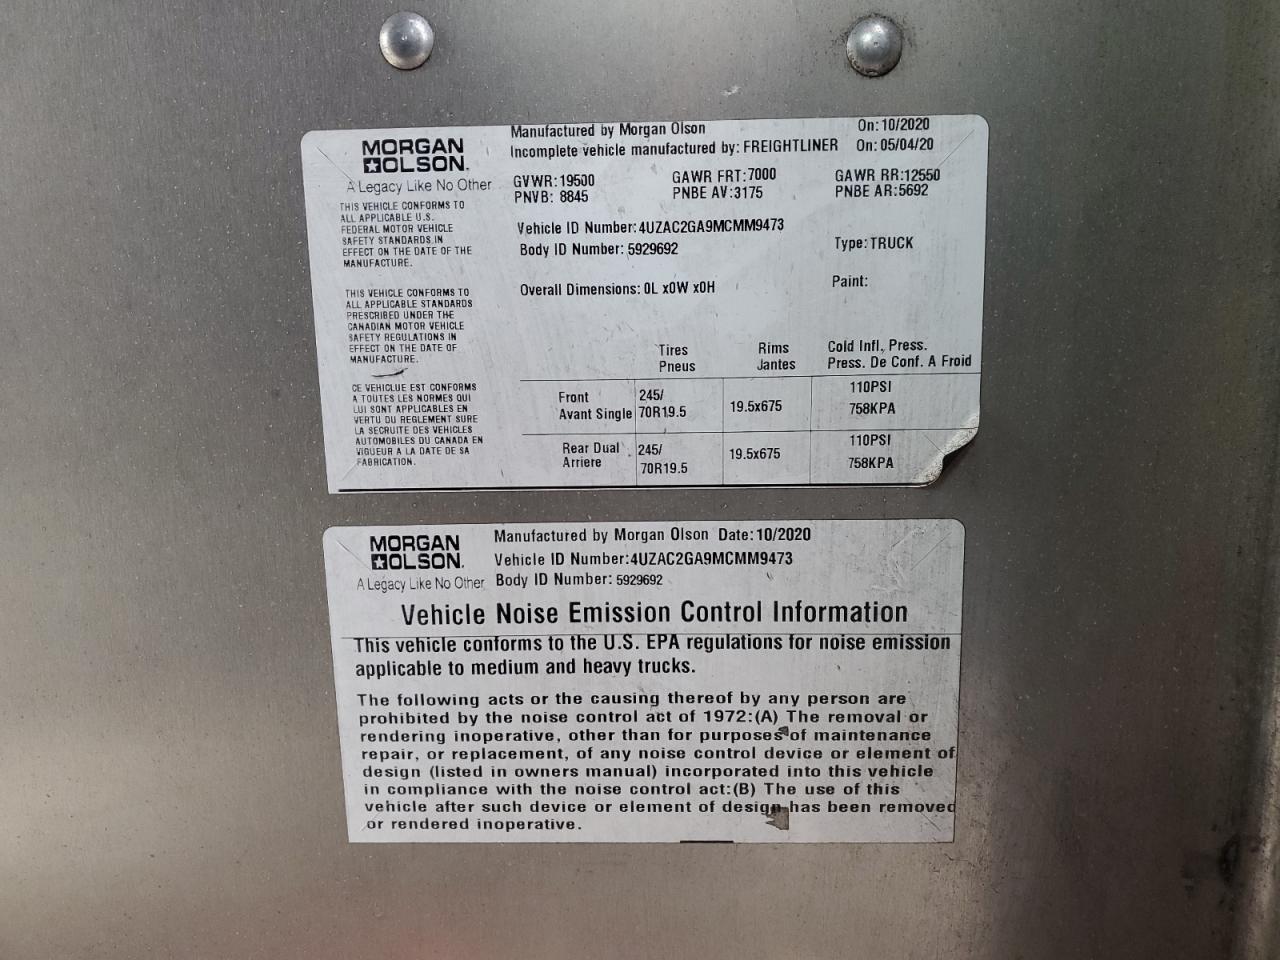 MORGAN
OLSON.
A Legacy Like No Other
THIS VEHICLE CONFORMS TO
ALL APPLICABLE U.S.
FEDERAL MOTOR VEHICLE
SAFETY STANDARDS IN
EFFECT ON THE DATE OF THE
MANUFACTURE.
THIS VEHICLE CONFORMS TO
ALL APPLICABLE STANDARDS
PRESCRIBED UNDER THE
CANADIAN MOTOR VEHICLE
SAFETY REGULATIONS IN
EFFECT ON THE DATE OF
MANUFACTURE.
CE VEHICLUE EST CONFORMS
A TOUTES LES NORMES QUI
LUI SONT APPLICABLES EN
VERTU DU REGLEMENT SURE
LA SECRUITE DES VEHICLES
AUTOMOBILES DU CANADA EN
VIGUEUR A LA DATE DE SA
FABRICATION.
Manufactured by Morgan Olson On: 10/2020
Incomplete vehicle manufactured by: FREIGHTLINER On: 05/04/20
GVWR: 19500 GAWR FRT: 7000 GAWR RR: 12550
PNVB: 8845 PNBE AV: 3175 PNBE AR: 5692
Vehicle ID Number: 4UZAC2GA9MCMM9473
Body ID Number: 5929692 Type: TRUCK
Overall Dimensions: 0L x0W x0H Paint:
Tires Rims Cold Infl, Press.
Pneus Jantes Press. De Conf. A Froid
Front 245/ 19.5x675 110PSI
Avant Single 70R19.5 758KPA
Rear Dual 245/ 19.5x675 110PSI
Arriere 70R19.5 758KPA
MORGAN
OLSON.
A Legacy Like No Other
Manufactured by Morgan Olson Date: 10/2020
Vehicle ID Number: 4UZAC2GA9MCMM9473
Body ID Number: 5929692
Vehicle Noise Emission Control Information
This vehicle conforms to the U.S. EPA regulations for noise emission
applicable to medium and heavy trucks.
The following acts or the causing thereof by any person are
prohibited by the noise control act of 1972:(A) The removal or
rendering inoperative, other than for purposes of maintenance
repair, or replacement, of any noise control device or element of
design (listed in owners manual) incorporated into this vehicle
in compliance with the noise control act:(B) The use of this
vehicle after such device or element of design has been removed
or rendered inoperative.